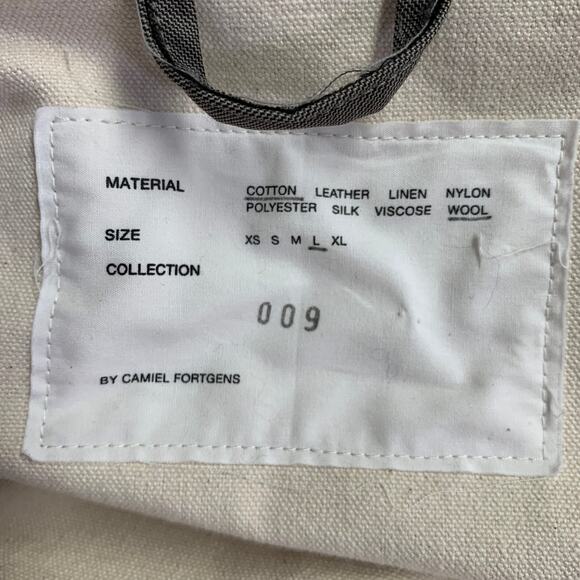 MATERIAL COTTON LEATHER LINEN NYLON
POLYESTER SILK VISCOSE WOOL
SIZE XS S M L XL
COLLECTION
009
BY CAMIEL FORTGENS